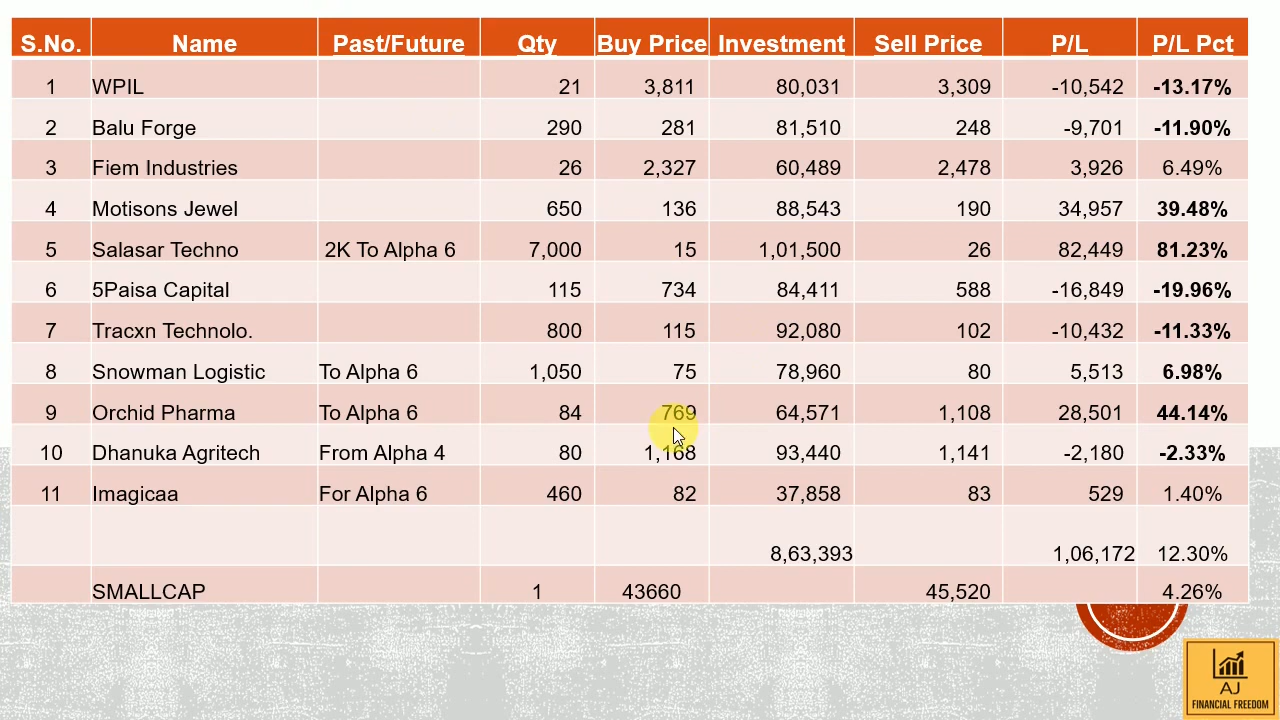 S.No. Name Past/Future Qty Buy Price Investment Sell Price P/L P/L Pct
1 WPIL 21 3,811 80,031 3,309 -10,542 -13.17%
2 Balu Forge 290 281 81,510 248 -9,701 -11.90%
3 Fiem Industries 26 2,327 60,489 2,478 3,926 6.49%
4 Motisons Jewel 650 136 88,543 190 34,957 39.48%
5 Salasar Techno 2K To Alpha 6 7,000 15 1,01,500 26 82,449 81.23%
6 5Paisa Capital 115 734 84,411 588 -16,849 -19.96%
7 Tracxn Technolo. 800 115 92,080 102 -10,432 -11.33%
8 Snowman Logistic To Alpha 6 1,050 75 78,960 80 5,513 6.98%
9 Orchid Pharma To Alpha 6 84 769 64,571 1,108 28,501 44.14%
10 Dhanuka Agritech From Alpha 4 80 1,168 93,440 1,141 -2,180 -2.33%
11 Imagicaa For Alpha 6 460 82 37,858 83 529 1.40%
8,63,393 1,06,172 12.30%
SMALLCAP 1 43660 45,520 4.26%
AJ
FINANCIAL FREEDOM